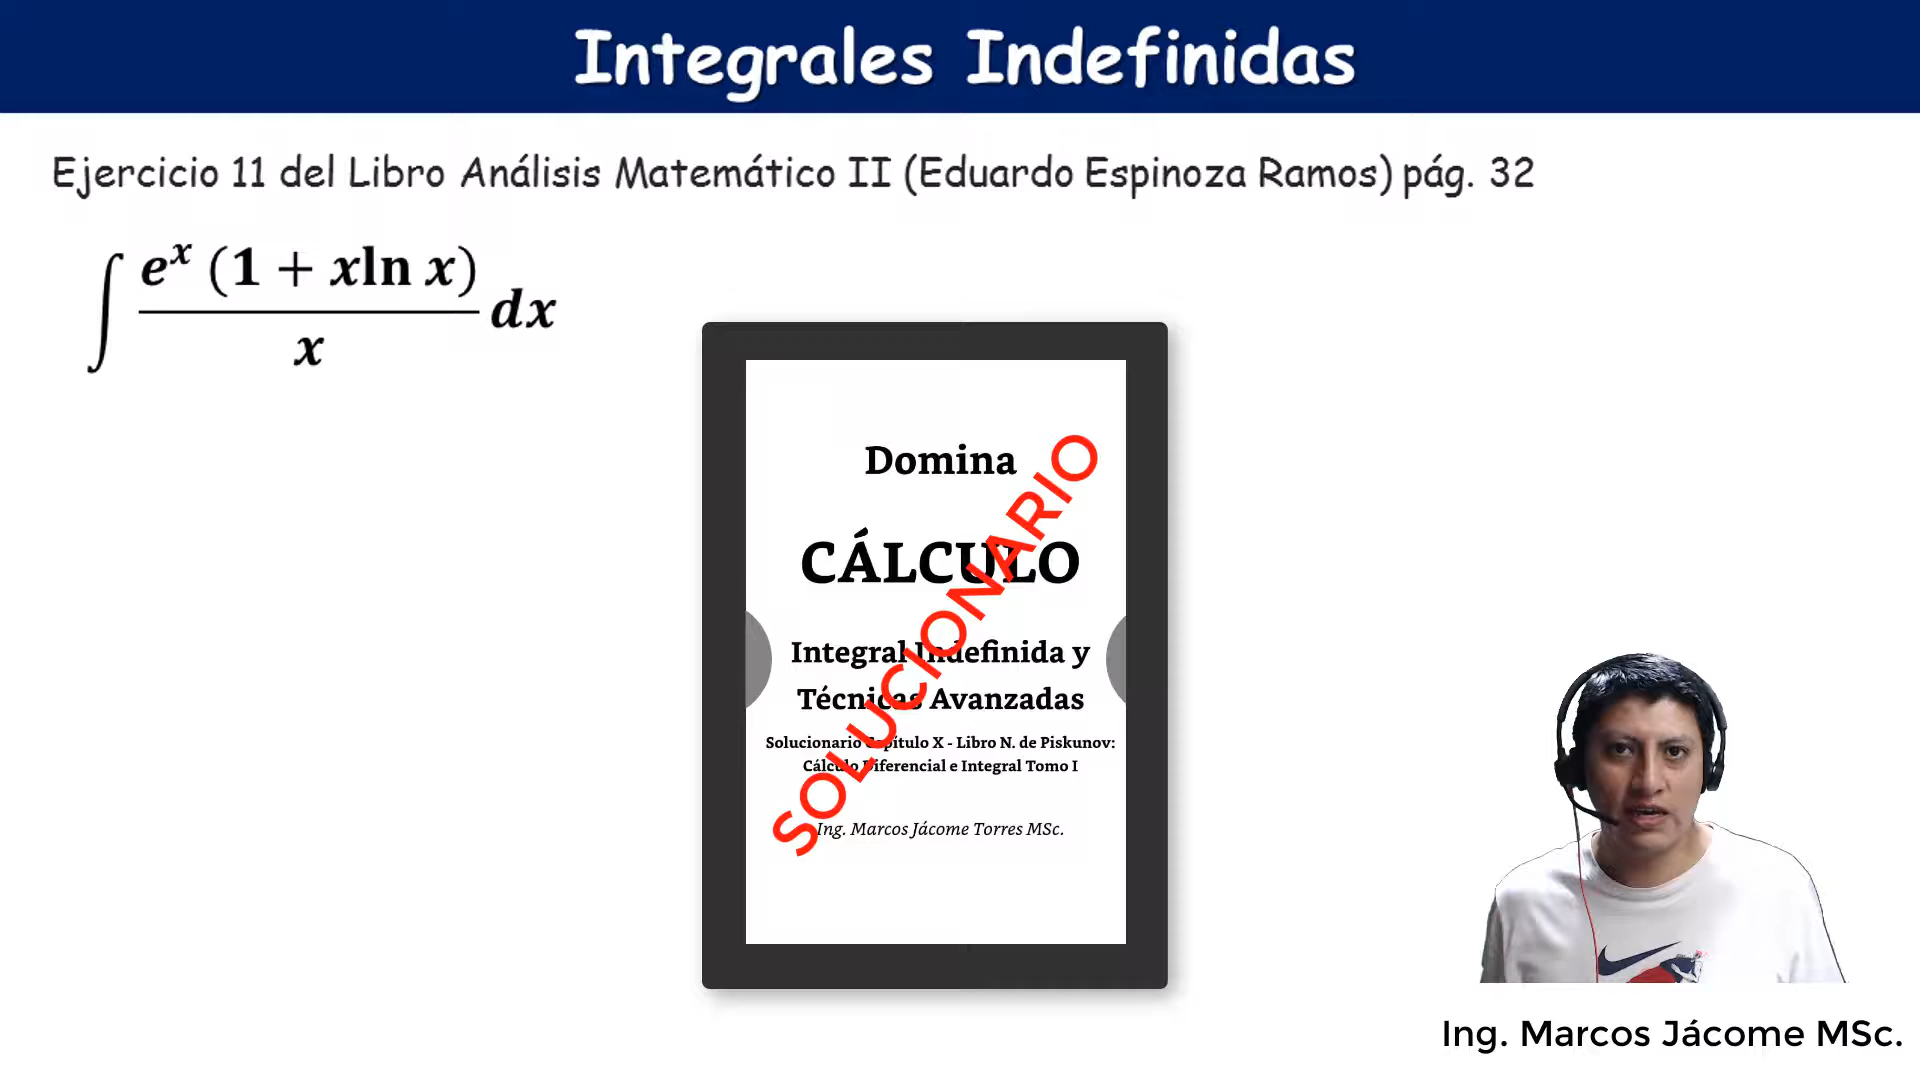 Integrales Indefinidas
Ejercicio 11 del Libro Análisis Matemático II (Eduardo Espinoza Ramos) pág. 32
∫ e^x (1 + xln x) / x dx
Domina
CÁLCULO
Integral Indefinida y
Técnicas Avanzadas
Solucionario Capítulo X - Libro N. de Piskunov:
Cálculo Diferencial e Integral Tomo I
Ing. Marcos Jácome Torres MSc.
SOLUCIONARIO
Ing. Marcos Jácome MSc.